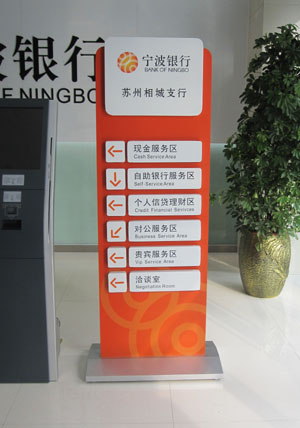 波银行
OF NINGBO
宁波银行
BANK OF NINGBO
苏州相城支行
现金服务区
Cash Service Area
自助银行服务区
Self Service Area
个人信贷理财区
Credit Financial Services
对公服务区
Business Service Area
贵宾服务区
Vip Service Area
洽谈室
Negotiation Room